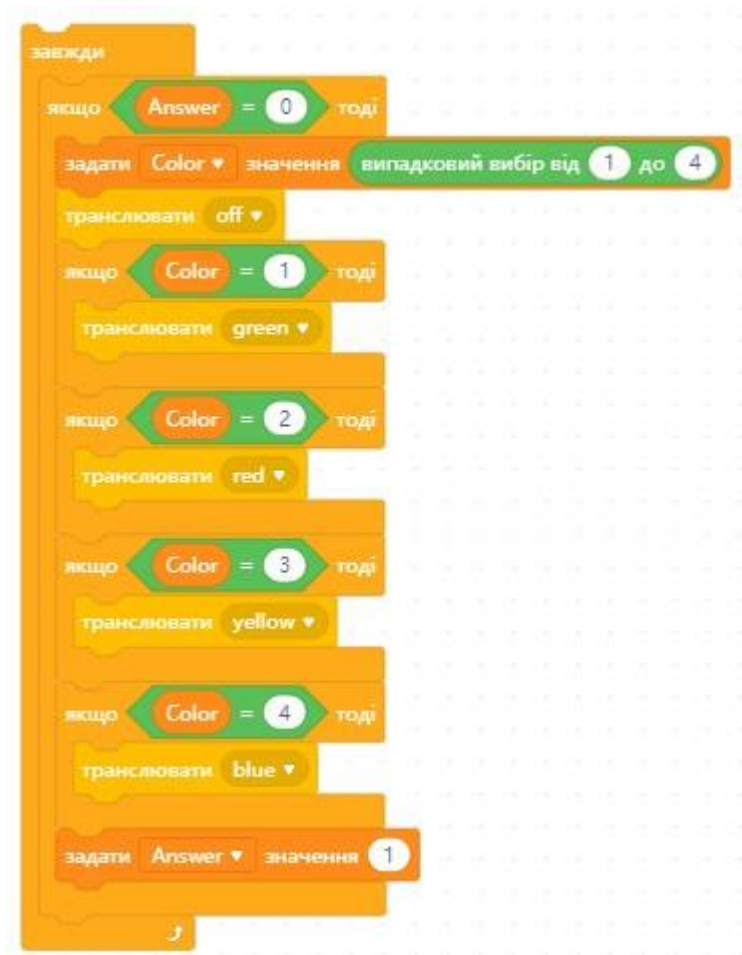 завжди
якщо Answer = 0 тоді
задати Color значення випадковий вибір від 1 до 4
транслювати off
якщо Color = 1 тоді
транслювати green
якщо Color = 2 тоді
транслювати red
якщо Color = 3 тоді
транслювати yellow
якщо Color = 4 тоді
транслювати blue
задати Answer значення 1